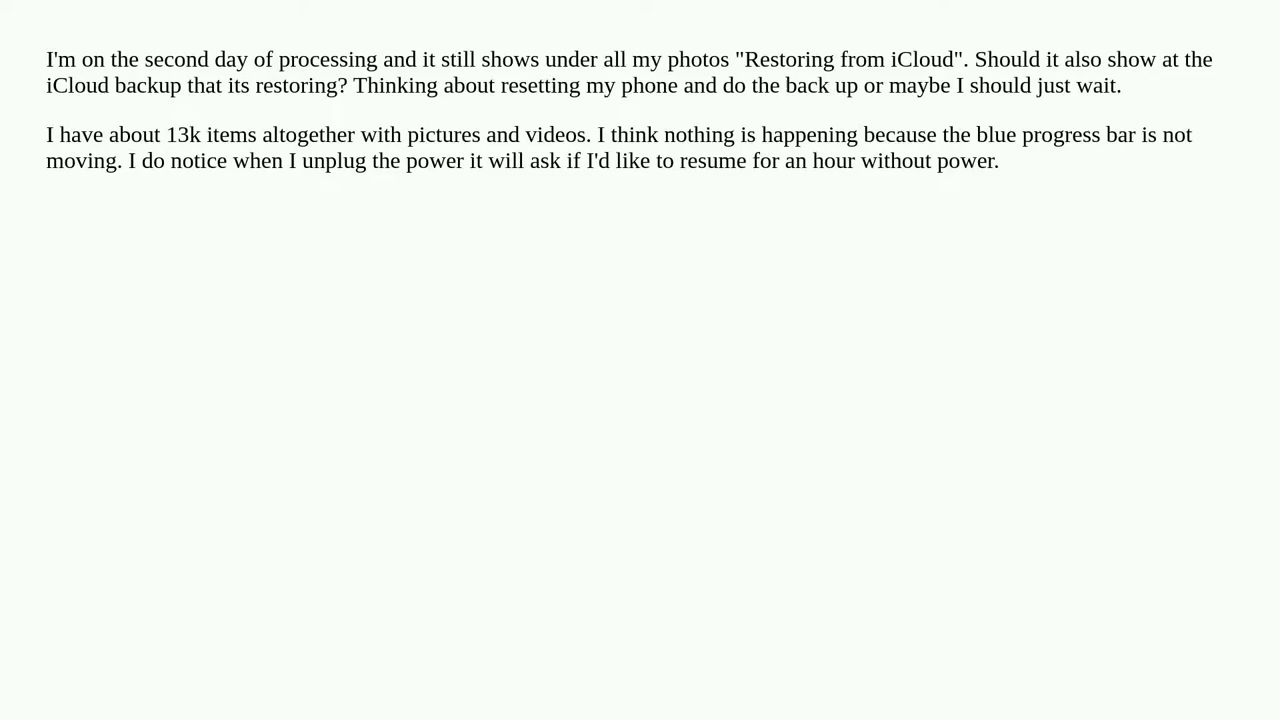 I'm on the second day of processing and it still shows under all my photos "Restoring from iCloud". Should it also show at the
iCloud backup that its restoring? Thinking about resetting my phone and do the back up or maybe I should just wait.
I have about 13k items altogether with pictures and videos. I think nothing is happening because the blue progress bar is not
moving. I do notice when I unplug the power it will ask if I'd like to resume for an hour without power.